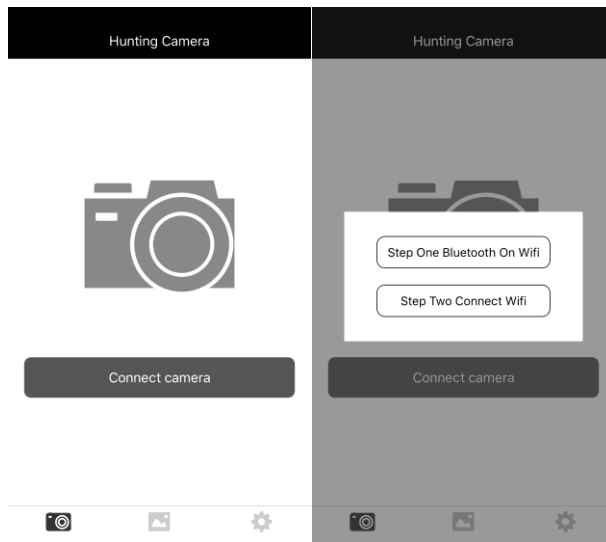 Hunting Camera
Connect camera
Hunting Camera
Step One Bluetooth On Wifi
Step Two Connect Wifi
Connect camera